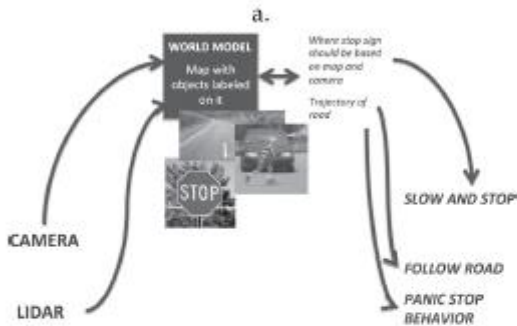 a.
WORLD MODEL
Map with
objects labeled
on it
Where stop sign
should be based
on map and
camera
Trajectory of
road
STOP
SLOW AND STOP
CAMERA
FOLLOW ROAD
LIDAR
PANIC STOP
BEHAVIOR